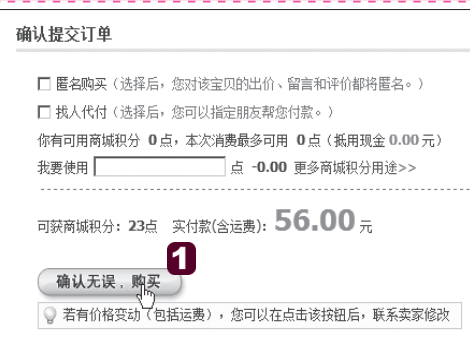 确认提交订单
匿名购买（选择后，您对该宝贝的出价、留言和评价都将匿名。）
找人代付（选择后，您可以指定朋友帮您付款。）
你有可用商城积分 0点，本次消费最多可用 0点（抵用现金 0.00元）
我要使用 点 -0.00 更多商城积分用途>>
可获商城积分：23点 实付款(含运费)：56.00 元
1
确认无误，购买
若有价格变动（包括运费），您可以在点击该按钮后，联系卖家修改